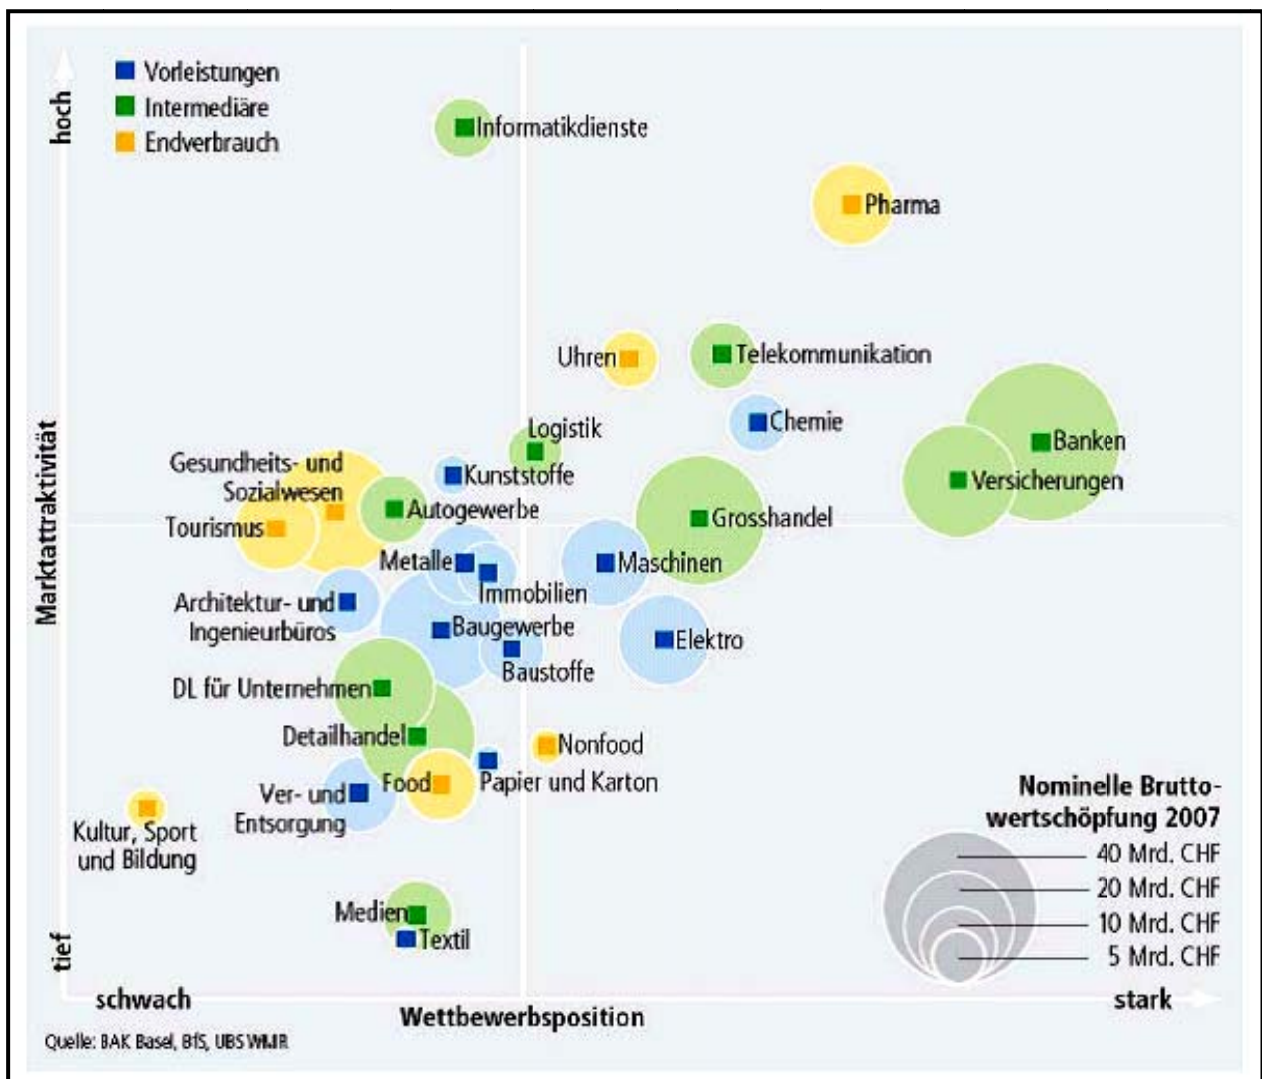 hoch
Vorleistungen
Intermediäre
Endverbrauch
Informatikdienste
Pharma
Uhren
Telekommunikation
Chemie
Logistik
Banken
Kunststoffe
Versicherungen
Gesundheits- und
Sozialwesen
Autogewerbe
Grosshandel
Tourismus
Marktattraktivität
Metalle
Maschinen
Immobilien
Architektur- und
Ingenieurbüros
Baugewerbe
Elektro
Baustoffe
DL für Unternehmen
Detailhandel
Nonfood
Food
Papier und Karton
Ver- und
Entsorgung
Kultur, Sport
und Bildung
Medien
Textil
Nominelle Brutto-
wertschöpfung 2007
40 Mrd. CHF
20 Mrd. CHF
10 Mrd. CHF
5 Mrd. CHF
tief
schwach
Wettbewerbsposition
stark
Quelle: BAK Basel, BfS, UBS WMR